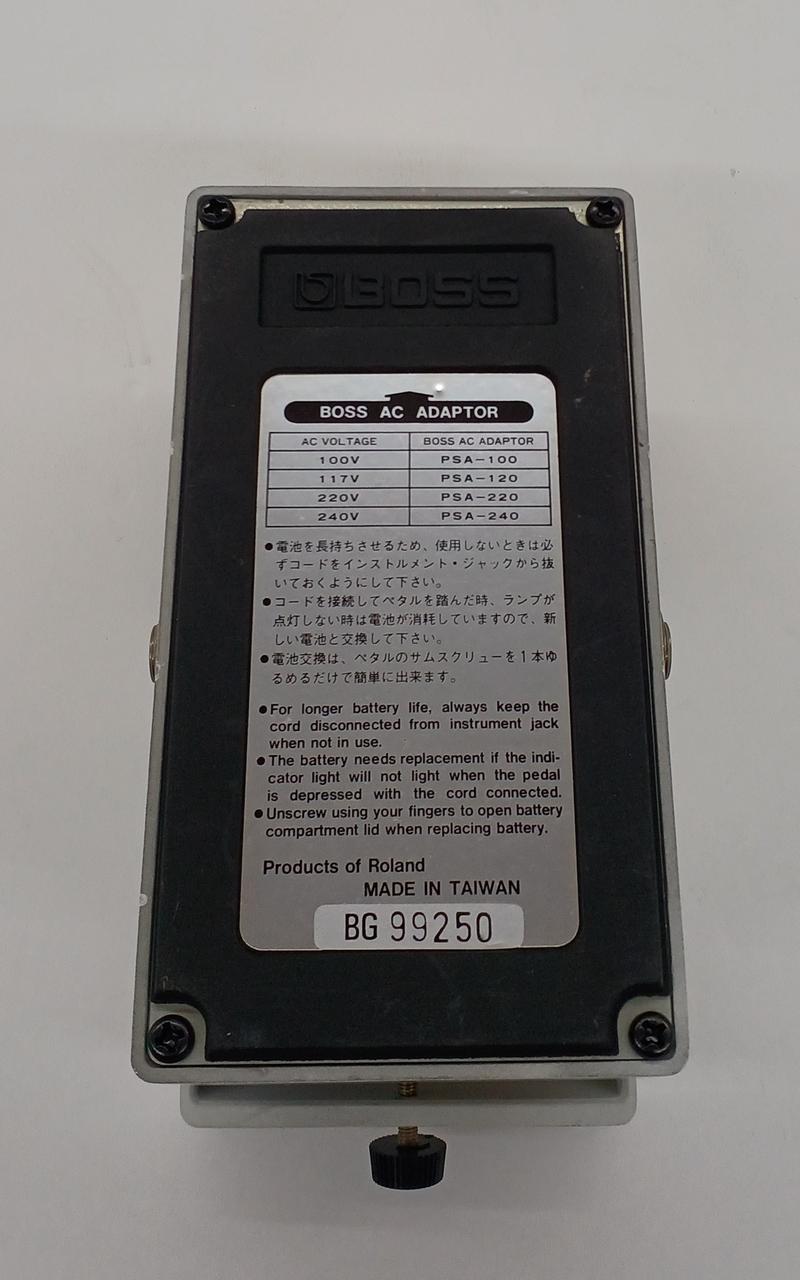 BOSS
BOSS AC ADAPTOR
AC VOLTAGE BOSS AC ADAPTOR
100V PSA-100
117V PSA-120
220V PSA-220
240V PSA-240
●電池を長持ちさせるため、使用しないときは必
ずコードをインストルメント・ジャックから抜
いておくようにして下さい。
●コードを接続してペタルを踏んだ時、ランプが
点灯しない時は電池が消耗していますので、新
しい電池と交換して下さい。
●電池交換は、ペタルのサムスクリューを1本ゆ
るめるだけで簡単に出来ます。
●For longer battery life, always keep the
cord disconnected from instrument jack
when not in use.
●The battery needs replacement if the indi-
cator light will not light when the pedal
is depressed with the cord connected.
●Unscrew using your fingers to open battery
compartment lid when replacing battery.
Products of Roland
MADE IN TAIWAN
BG 99250